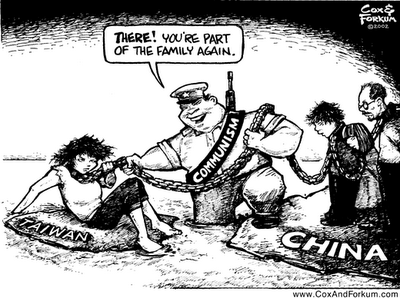 Cox &
Forkum
©2002
THERE! YOU'RE PART
OF THE FAMILY AGAIN.
COMMUNISM
TAIWAN
CHINA
www.CoxAndForkum.com